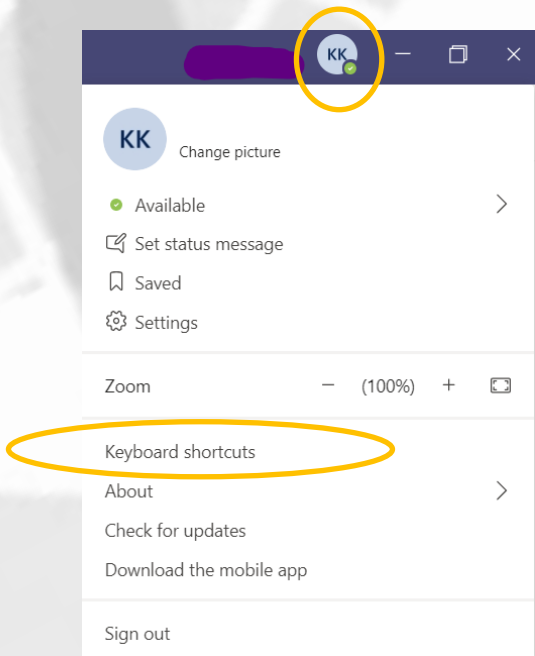 KK
KK
Change picture
Available
Set status message
Saved
Settings
Zoom − (100%) +
Keyboard shortcuts
About
Check for updates
Download the mobile app
Sign out